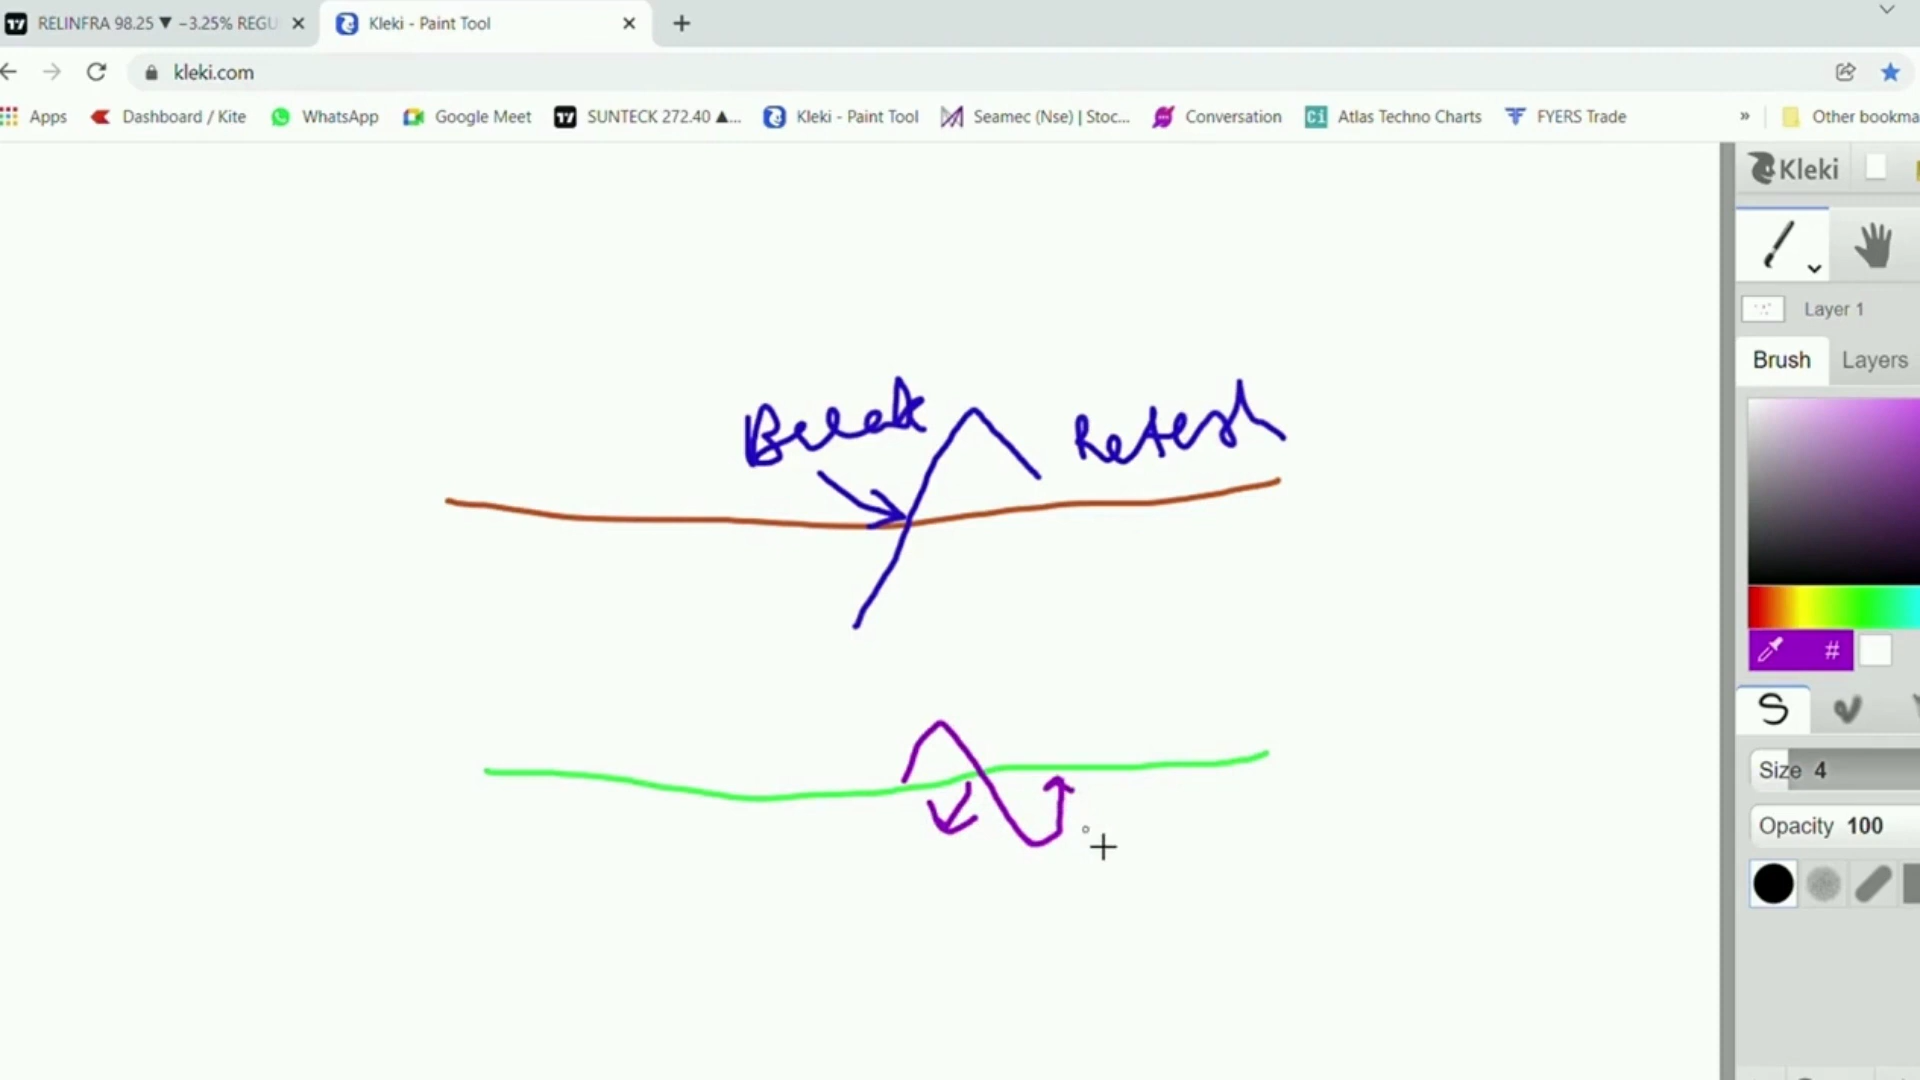 RELINFRA 98.25 ▼ −3.25% REGU
Kleki - Paint Tool
kleki.com
Apps
Dashboard / Kite
WhatsApp
Google Meet
SUNTECK 272.40 ▲...
Kleki - Paint Tool
Seamec (Nse) | Stoc...
Conversation
Atlas Techno Charts
FYERS Trade
»
Other bookma
Kleki
Layer 1
Brush Layers
Break
#
S
Size 4
Opacity 100